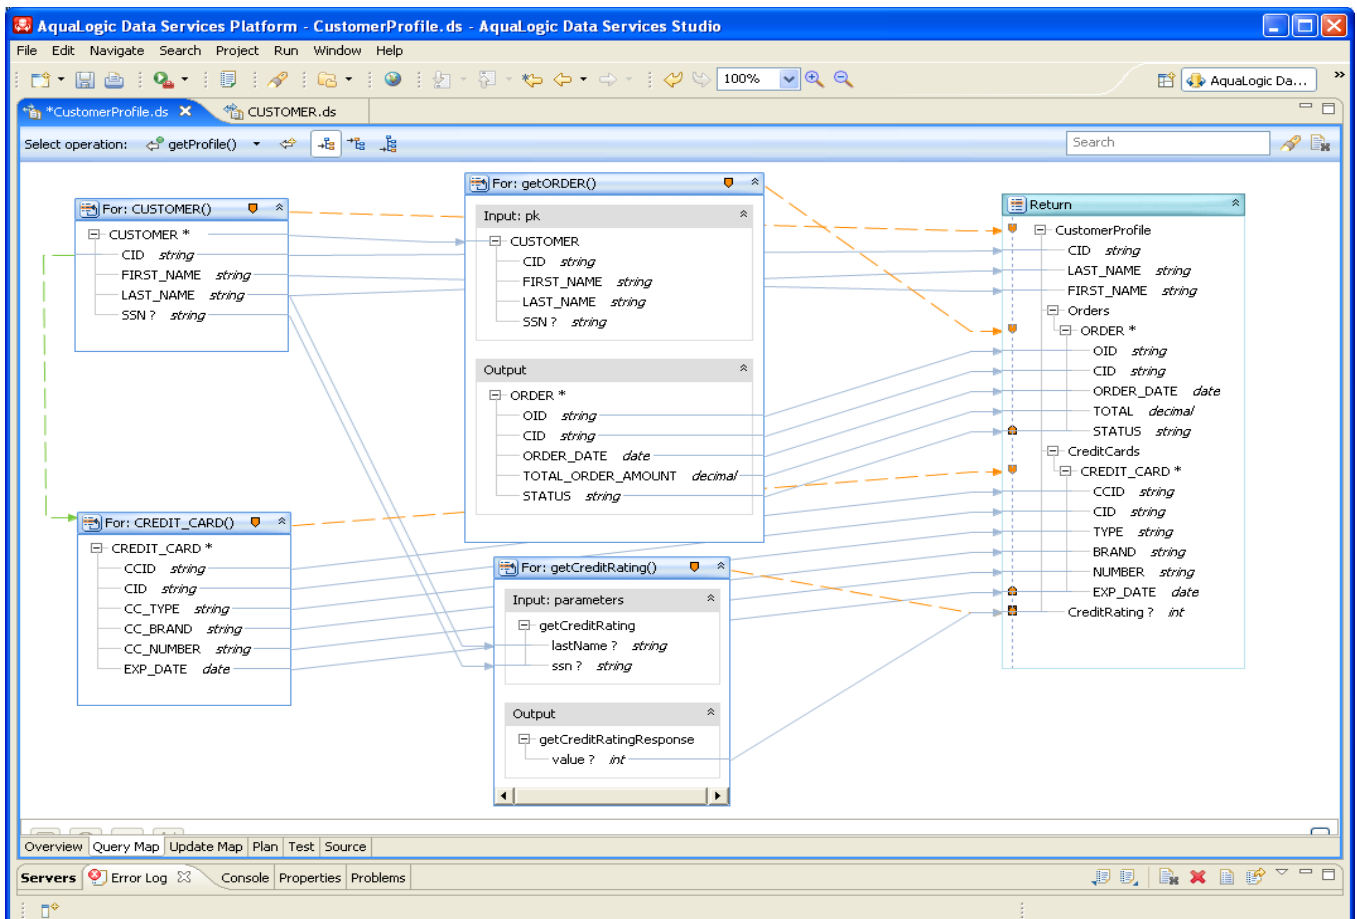 AquaLogic Data Services Platform - CustomerProfile.ds - AquaLogic Data Services Studio
File Edit Navigate Search Project Run Window Help
100%
AquaLogic Da...
*CustomerProfile.ds
CUSTOMER.ds
Select operation: getProfile()
Search
For: CUSTOMER()
CUSTOMER *
CID string
FIRST_NAME string
LAST_NAME string
SSN ? string
For: getORDER()
Input: pk
CUSTOMER
CID string
FIRST_NAME string
LAST_NAME string
SSN ? string
Output
ORDER *
OID string
CID string
ORDER_DATE date
TOTAL_ORDER_AMOUNT decimal
STATUS string
For: CREDIT_CARD()
CREDIT_CARD *
CCID string
CID string
CC_TYPE string
CC_BRAND string
CC_NUMBER string
EXP_DATE date
For: getCreditRating()
Input: parameters
getCreditRating
lastName ? string
ssn ? string
Output
getCreditRatingResponse
value ? int
Return
CustomerProfile
CID string
LAST_NAME string
FIRST_NAME string
Orders
ORDER *
OID string
CID string
ORDER_DATE date
TOTAL decimal
STATUS string
CreditCards
CREDIT_CARD *
CCID string
CID string
TYPE string
BRAND string
NUMBER string
EXP_DATE date
CreditRating ? int
Overview Query Map Update Map Plan Test Source
Servers Error Log Console Properties Problems